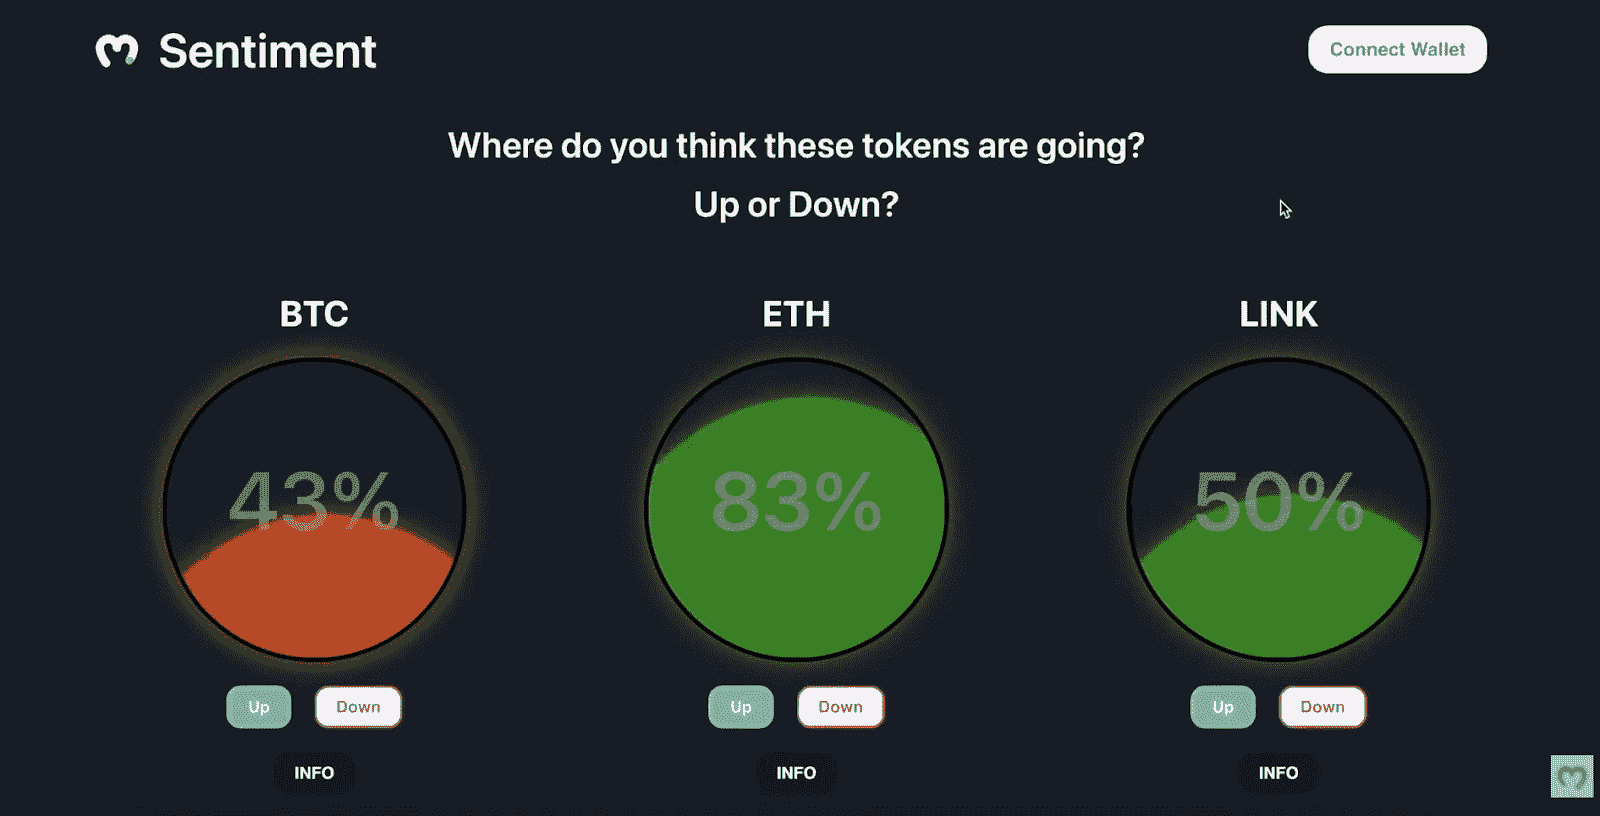 Sentiment
Connect Wallet
Where do you think these tokens are going?
Up or Down?
BTC
ETH
LINK
43%
83%
50%
Up
Down
Up
Down
Up
Down
INFO
INFO
INFO